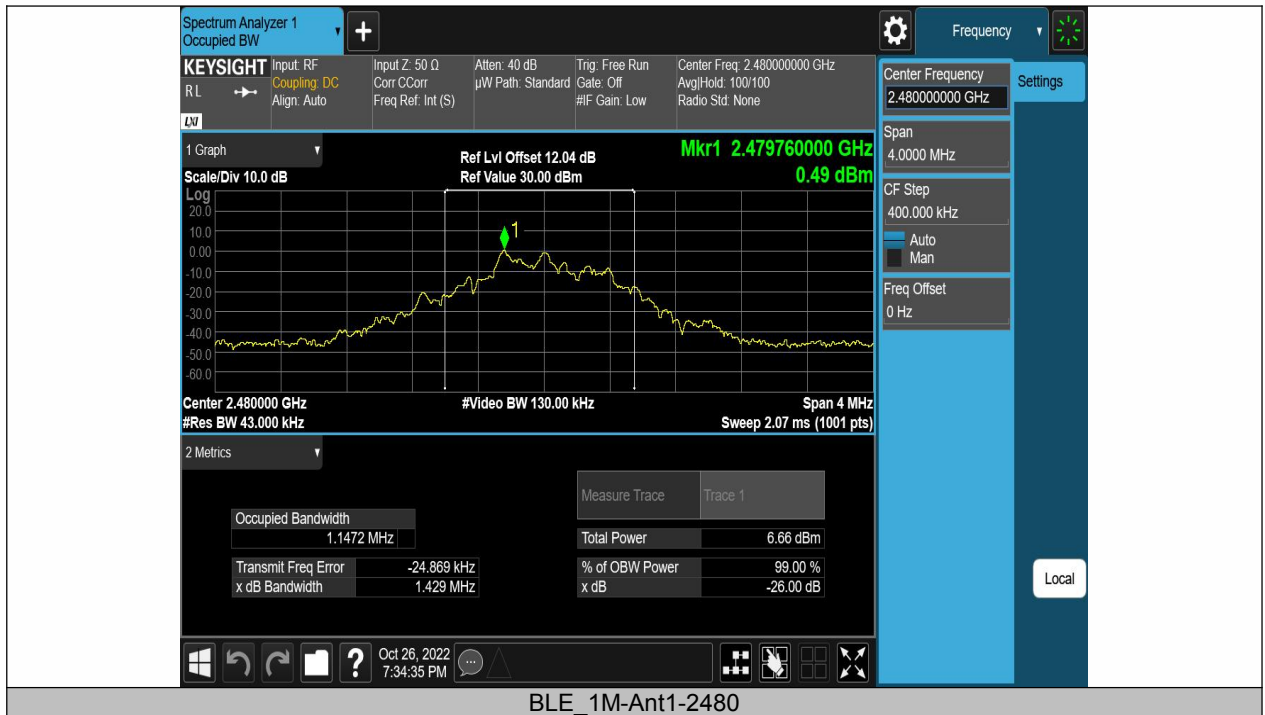 Spectrum Analyzer 1
Occupied BW
Frequency
KEYSIGHT
R L
LXI
Input: RF
Coupling: DC
Align: Auto
Input Z: 50 Ω
Corr CCorr
Freq Ref: Int (S)
Atten: 40 dB
µW Path: Standard
Trig: Free Run
Gate: Off
#IF Gain: Low
Center Freq: 2.480000000 GHz
Avg|Hold: 100/100
Radio Std: None
Center Frequency
2.480000000 GHz
Settings
Span
4.0000 MHz
CF Step
400.000 kHz
Auto
Man
Freq Offset
0 Hz
Local
1 Graph
Scale/Div 10.0 dB
Ref Lvl Offset 12.04 dB
Ref Value 30.00 dBm
Mkr1 2.479760000 GHz
0.49 dBm
Log
20.0
10.0
0.00
-10.0
-20.0
-30.0
-40.0
-50.0
-60.0
1
Center 2.480000 GHz
#Res BW 43.000 kHz
#Video BW 130.00 kHz
Span 4 MHz
Sweep 2.07 ms (1001 pts)
2 Metrics
Measure Trace Trace 1
Occupied Bandwidth
1.1472 MHz
Total Power 6.66 dBm
Transmit Freq Error -24.869 kHz
% of OBW Power 99.00 %
x dB Bandwidth 1.429 MHz
x dB -26.00 dB
?
Oct 26, 2022
7:34:35 PM
BLE_1M-Ant1-2480